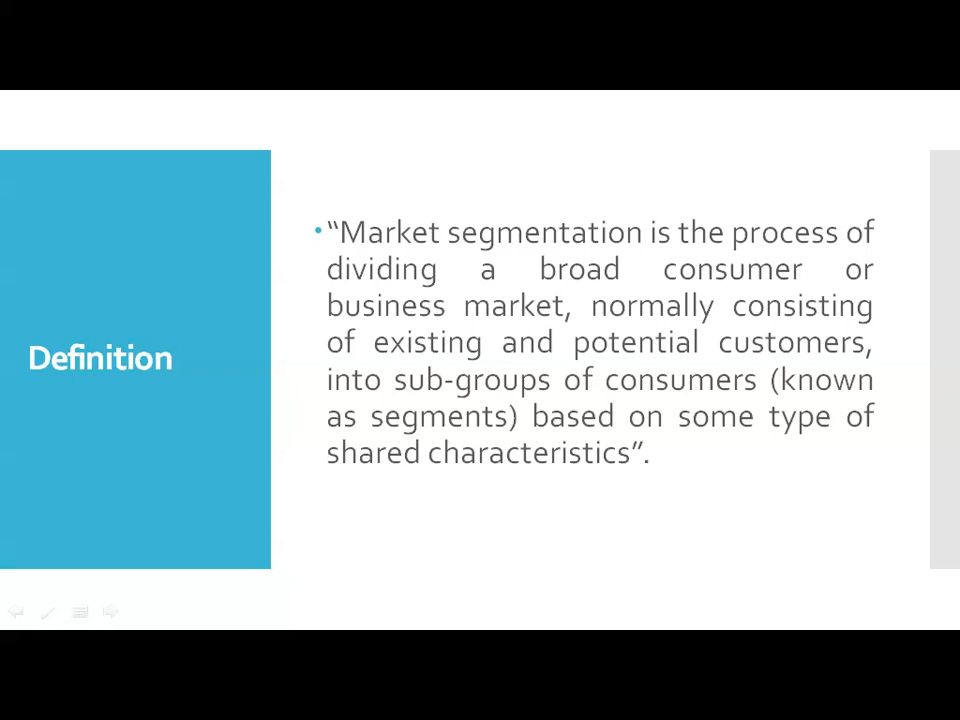 Definition
“Market segmentation is the process of
dividing a broad consumer or
business market, normally consisting
of existing and potential customers,
into sub-groups of consumers (known
as segments) based on some type of
shared characteristics”.